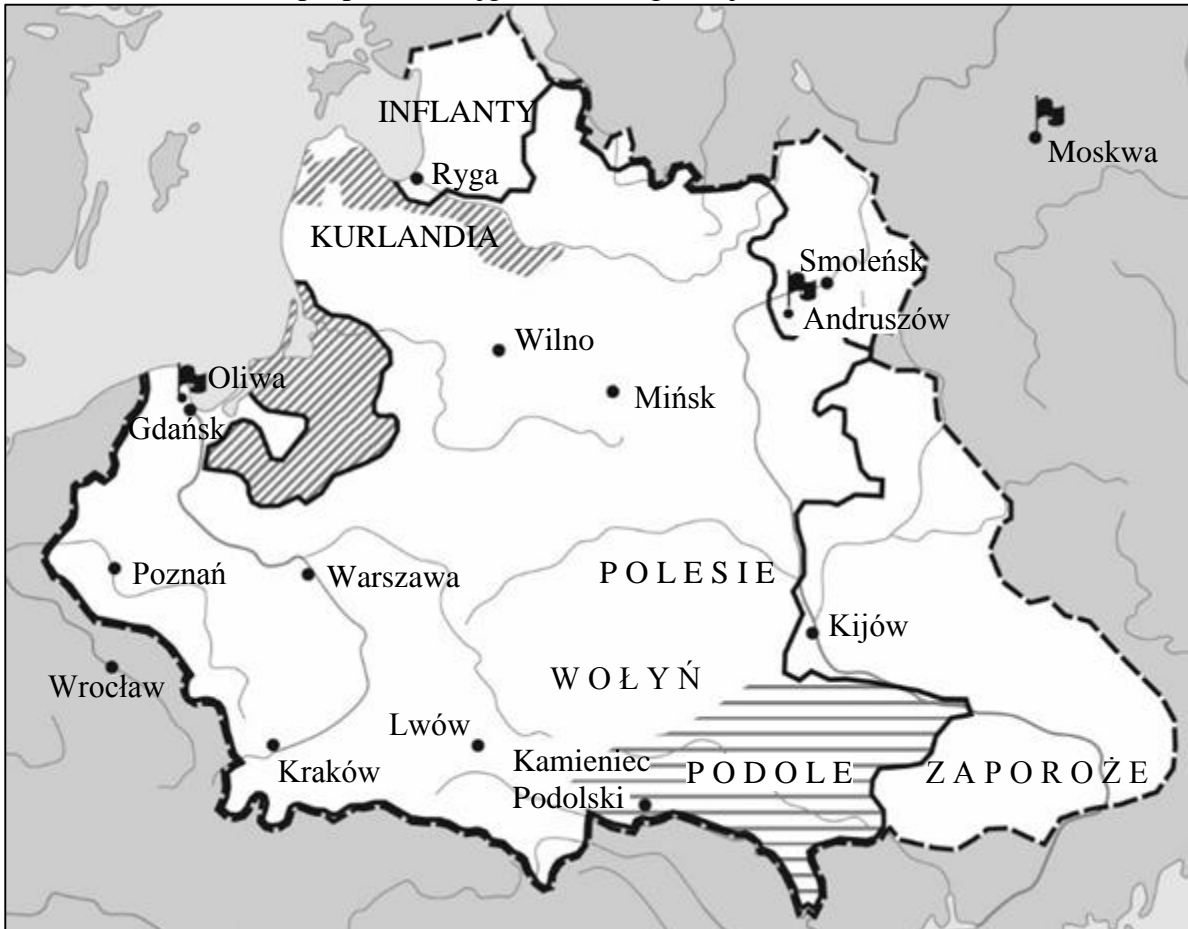 INFLANTY
Moskwa
Ryga
KURLANDIA
Smoleńsk
Andruszów
Wilno
Oliwa
Mińsk
Gdańsk
Poznań
Warszawa
POLESIE
Kijów
Wrocław
WOŁYŃ
Lwów
Kraków
Kamieniec
Podolski
PODOLE
ZAPOROŻE